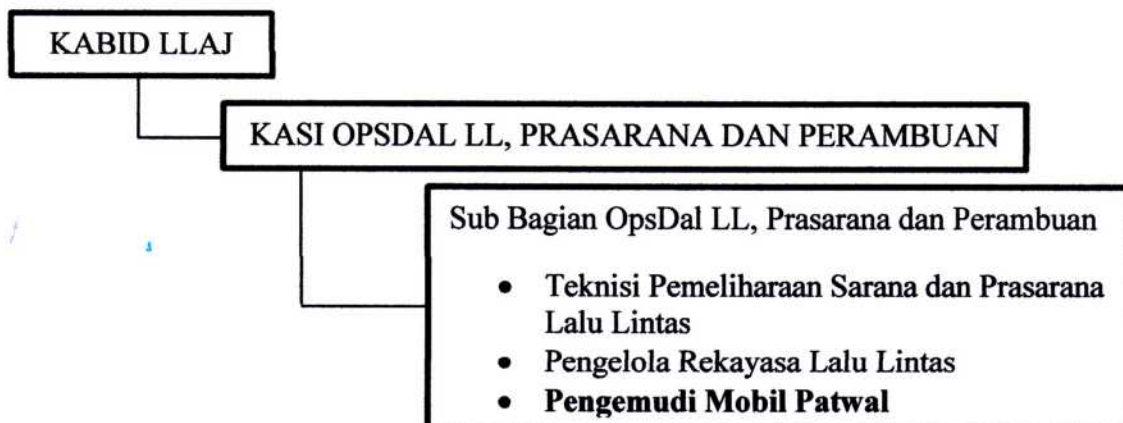 KABID LLAJ
KASI OPSDAL LL, PRASARANA DAN PERAMBUAN
Sub Bagian OpsDal LL, Prasarana dan Perambuan
• Teknisi Pemeliharaan Sarana dan Prasarana
Lalu Lintas
• Pengelola Rekayasa Lalu Lintas
• Pengemudi Mobil Patwal